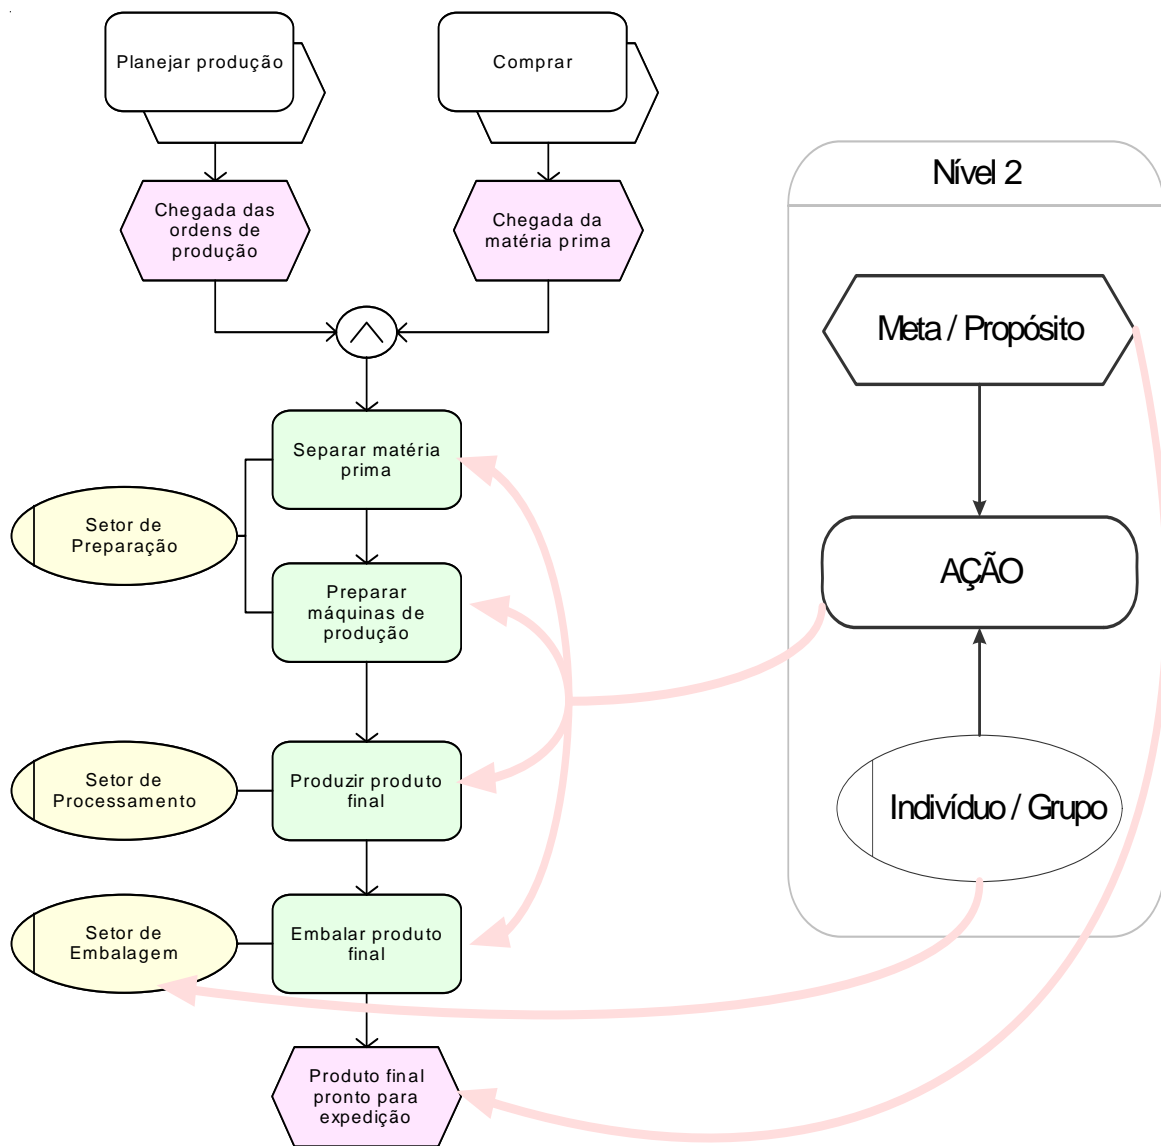 Planejar produção
Comprar
Chegada das
ordens de
produção
Chegada da
matéria prima
Separar matéria
prima
Setor de
Preparação
Preparar
máquinas de
produção
Setor de
Processamento
Produzir produto
final
Setor de
Embalagem
Embalar produto
final
Produto final
pronto para
expedição
Nível 2
Meta / Propósito
AÇÃO
Indivíduo / Grupo